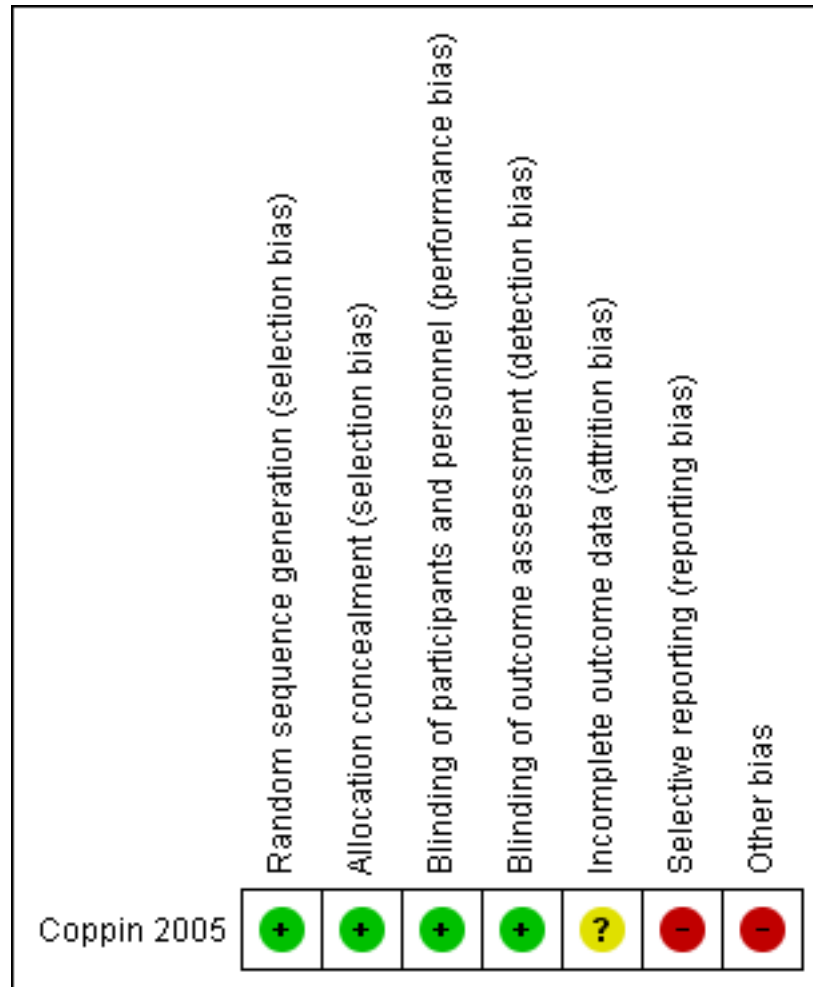 Random sequence generation (selection bias)
Allocation concealment (selection bias)
Blinding of participants and personnel (performance bias)
Blinding of outcome assessment (detection bias)
Incomplete outcome data (attrition bias)
Selective reporting (reporting bias)
Other bias
Coppin 2005 + + + + ? - -